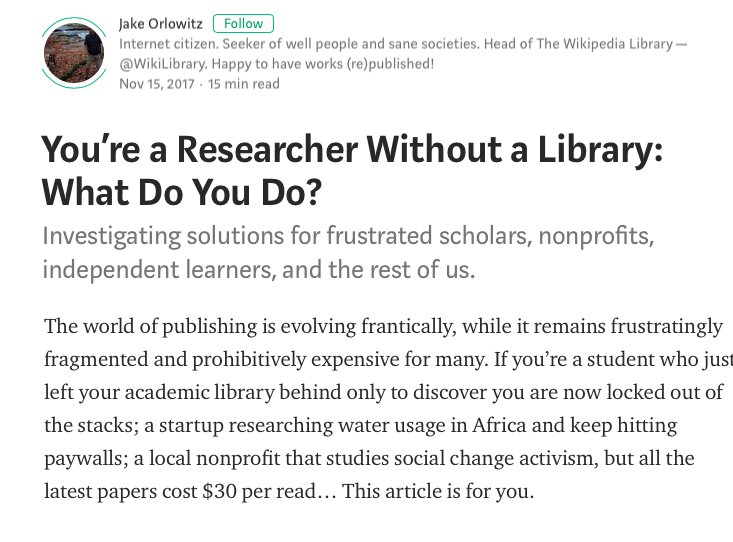 Jake Orlowitz Follow
Internet citizen. Seeker of well people and sane societies. Head of The Wikipedia Library —
@WikiLibrary. Happy to have works (re)published!
Nov 15, 2017 · 15 min read
You’re a Researcher Without a Library:
What Do You Do?
Investigating solutions for frustrated scholars, nonprofits,
independent learners, and the rest of us.
The world of publishing is evolving frantically, while it remains frustratingly
fragmented and prohibitively expensive for many. If you’re a student who just
left your academic library behind only to discover you are now locked out of
the stacks; a startup researching water usage in Africa and keep hitting
paywalls; a local nonprofit that studies social change activism, but all the
latest papers cost $30 per read… This article is for you.